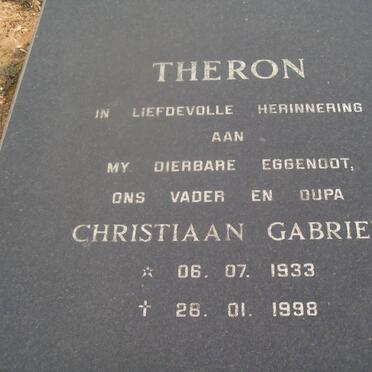 THERON
IN LIEFDEVOLLE HERINNERING
AAN
MY DIERBARE EGGENOOT,
ONS VADER EN OUPA
CHRISTIAAN GABRIE
☆ 06. 07. 1933
✝ 28. 01. 1998